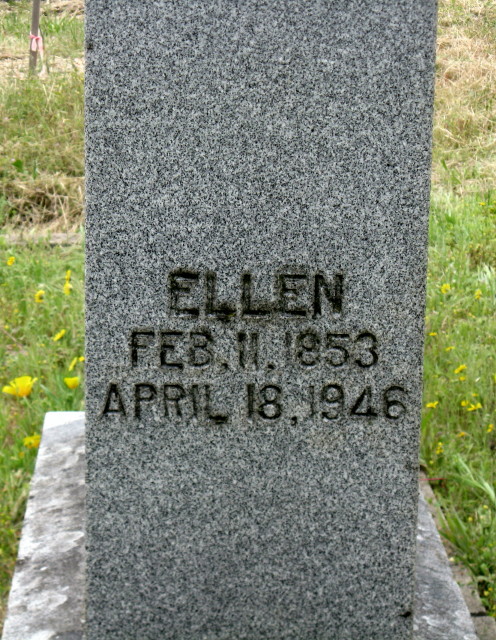 ELLEN
FEB. 11, 1853
APRIL 18, 1946